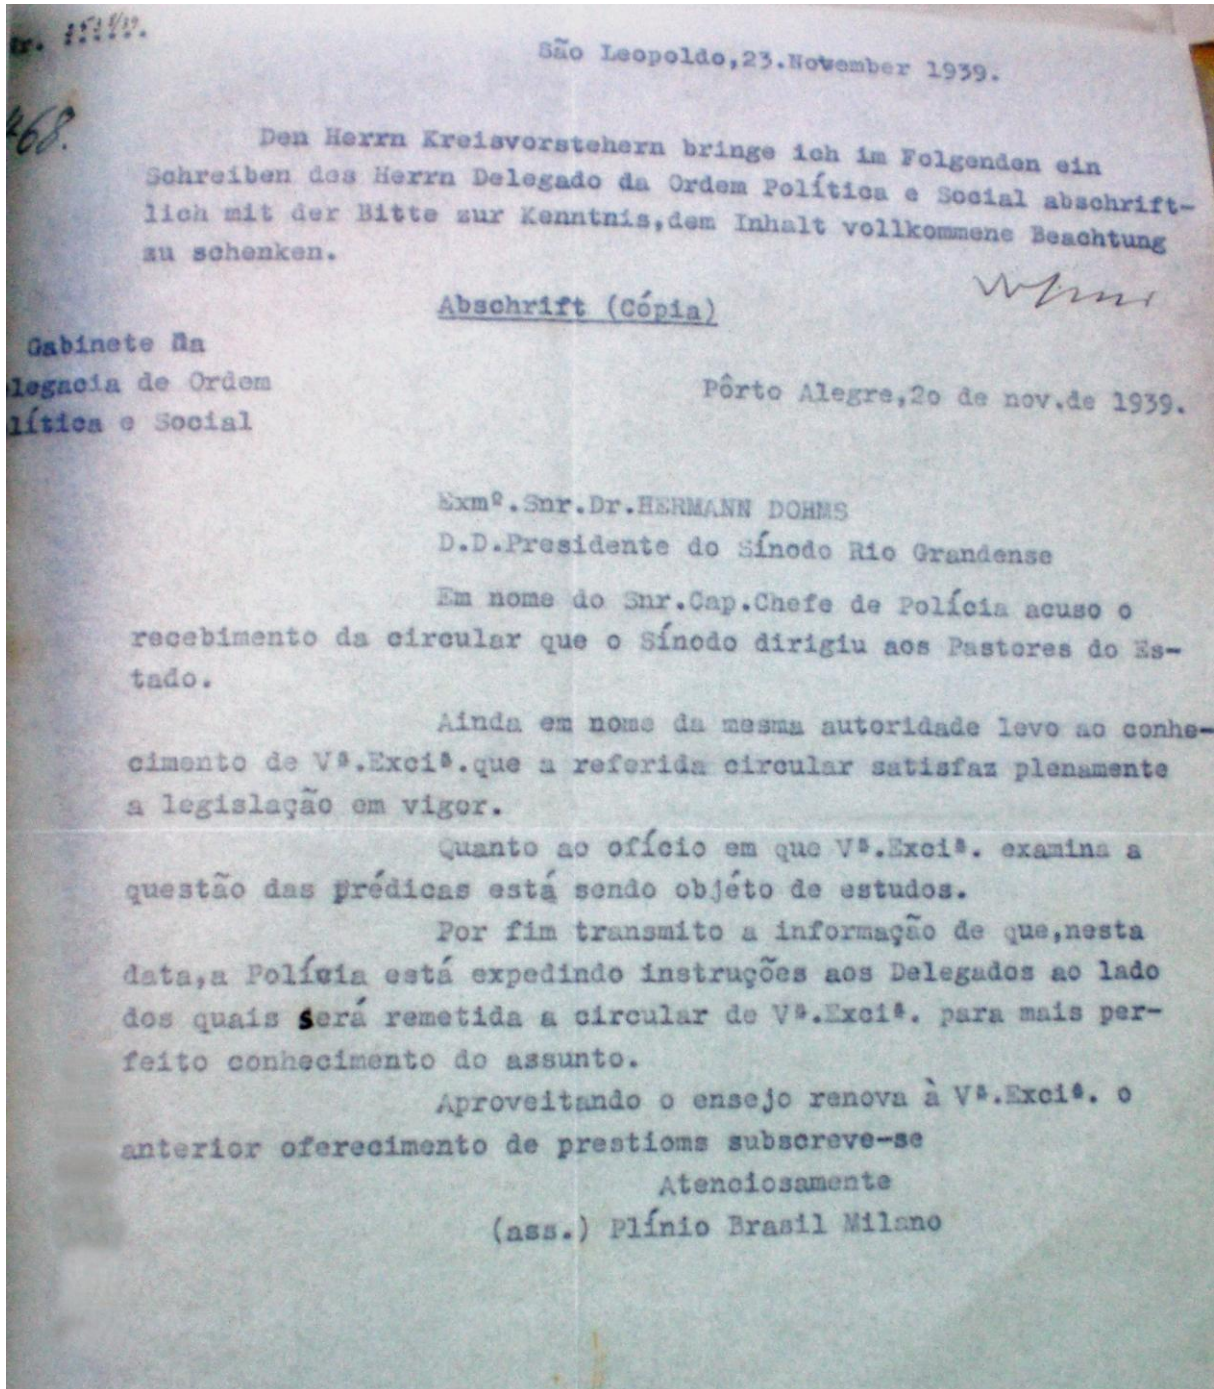 São Leopoldo,23.November 1939.
468.
Den Herrn Kreisvorstehern bringe ich im Folgenden ein
Schreiben des Herrn Delegado da Ordem Política e Social abschrift-
lich mit der Bitte zur Kenntnis,dem Inhalt vollkommene Beachtung
zu schenken.
Abschrift (Cópia)
Gabinete da
legacia de Ordem
lítica e Social
Pôrto Alegre,2o de nov.de 1939.
Exmº.Snr.Dr.HERMANN DOHMS
D.D.Presidente do Sínodo Rio Grandense
Em nome do Snr.Cap.Chefe de Polícia acuso o
recebimento da circular que o Sínodo dirigiu aos Pastores do Es-
tado.
Ainda em nome da mesma autoridade levo ao conhe-
cimento de Vª.Exciª.que a referida circular satisfaz plenamente
a legislação em vigor.
Quanto ao ofício em que Vª.Exciª. examina a
questão das prédicas está sendo objéto de estudos.
Por fim transmito a informação de que,nesta
data,a Polícia está expedindo instruções aos Delegados ao lado
dos quais será remetida a circular de Vª.Exciª. para mais per-
feito conhecimento do assunto.
Aproveitando o ensejo renova à Vª.Exciª. o
anterior oferecimento de prestioms subscreve-se
Atenciosamente
(ass.) Plínio Brasil Milano